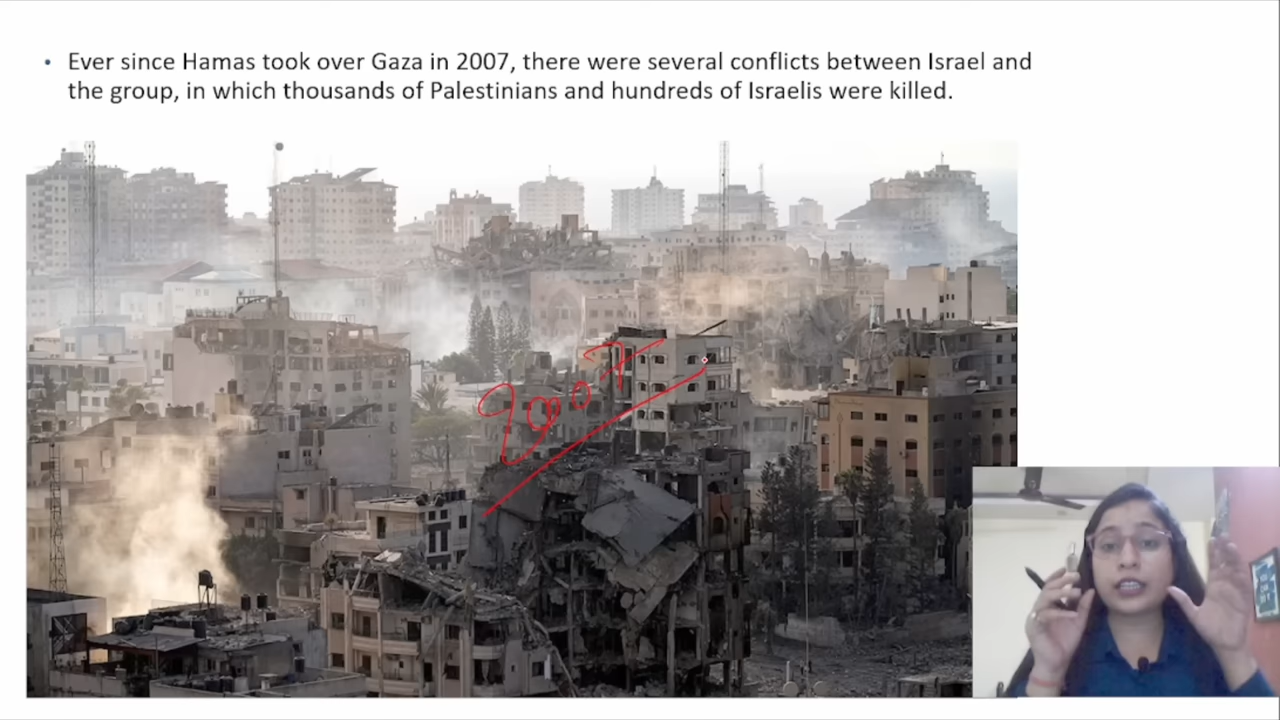 • Ever since Hamas took over Gaza in 2007, there were several conflicts between Israel and
the group, in which thousands of Palestinians and hundreds of Israelis were killed.
2007